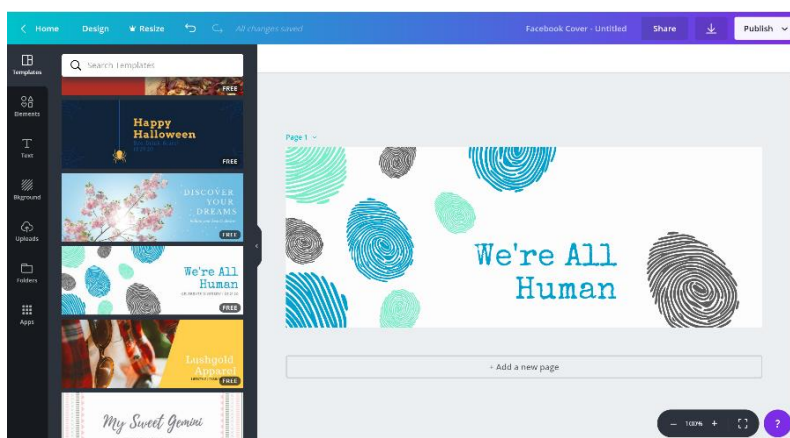 Home Design Resize All changes saved Facebook Cover - Untitled Share Publish
Templates
Elements
Text
Bkground
Uploads
Folders
Apps
Search Templates
FREE
Happy
Halloween
FREE
DISCOVER
YOUR
DREAMS
FREE
We're All
Human
FREE
Lushgold
Apparel
FREE
My Sweet Gemini
Page 1
We're All
Human
+ Add a new page
- 100% +
?